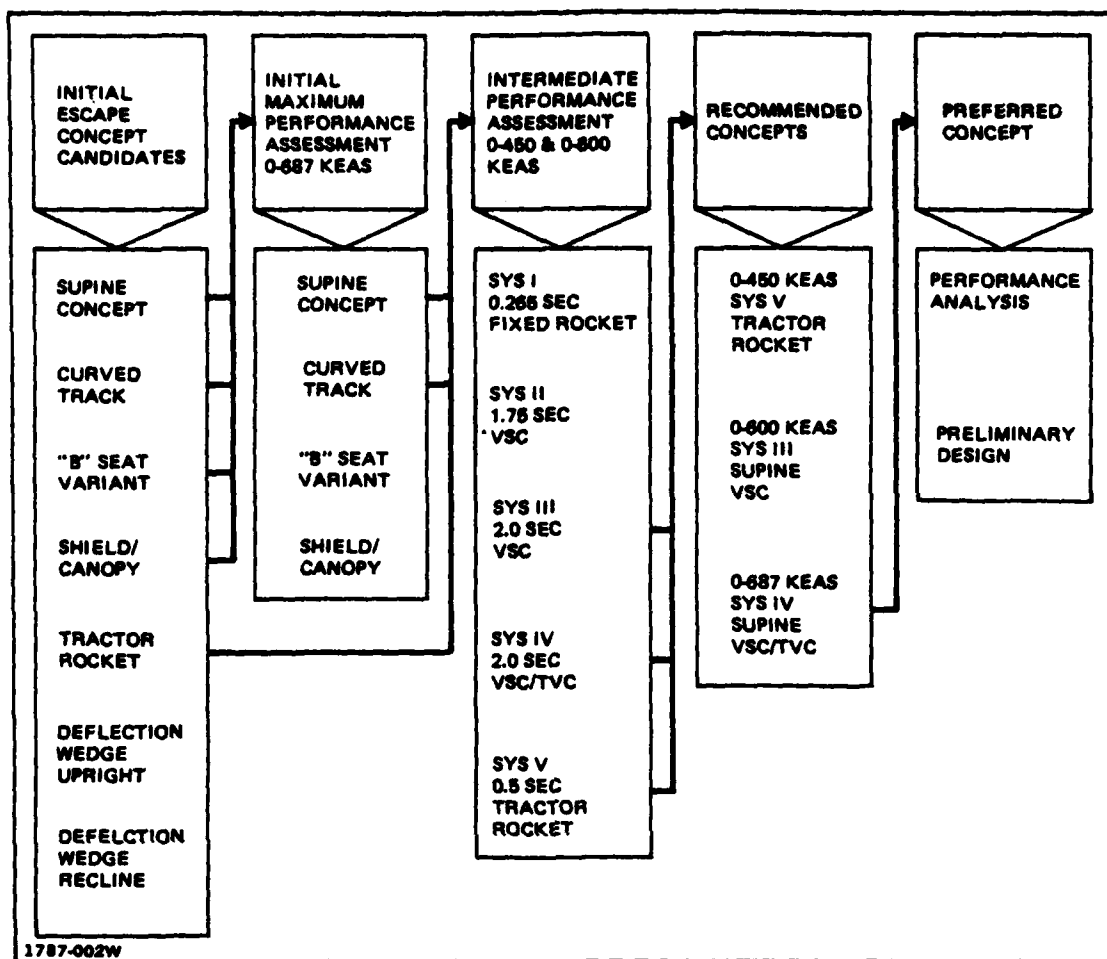 INITIAL
ESCAPE
CONCEPT
CANDIDATES
INITIAL
MAXIMUM
PERFORMANCE
ASSESSMENT
0-687 KEAS
INTERMEDIATE
PERFORMANCE
ASSESSMENT
0-450 & 0-600
KEAS
RECOMMENDED
CONCEPTS
PREFERRED
CONCEPT
SUPINE
CONCEPT
CURVED
TRACK
"B" SEAT
VARIANT
SHIELD/
CANOPY
TRACTOR
ROCKET
DEFLECTION
WEDGE
UPRIGHT
DEFELCTION
WEDGE
RECLINE
SUPINE
CONCEPT
CURVED
TRACK
"B" SEAT
VARIANT
SHIELD/
CANOPY
SYS I
0.265 SEC
FIXED ROCKET
SYS II
1.75 SEC
VSC
SYS III
2.0 SEC
VSC
SYS IV
2.0 SEC
VSC/TVC
SYS V
0.5 SEC
TRACTOR
ROCKET
0-450 KEAS
SYS V
TRACTOR
ROCKET
0-600 KEAS
SYS III
SUPINE
VSC
0-687 KEAS
SYS IV
SUPINE
VSC/TVC
PERFORMANCE
ANALYSIS
PRELIMINARY
DESIGN
1787-002W